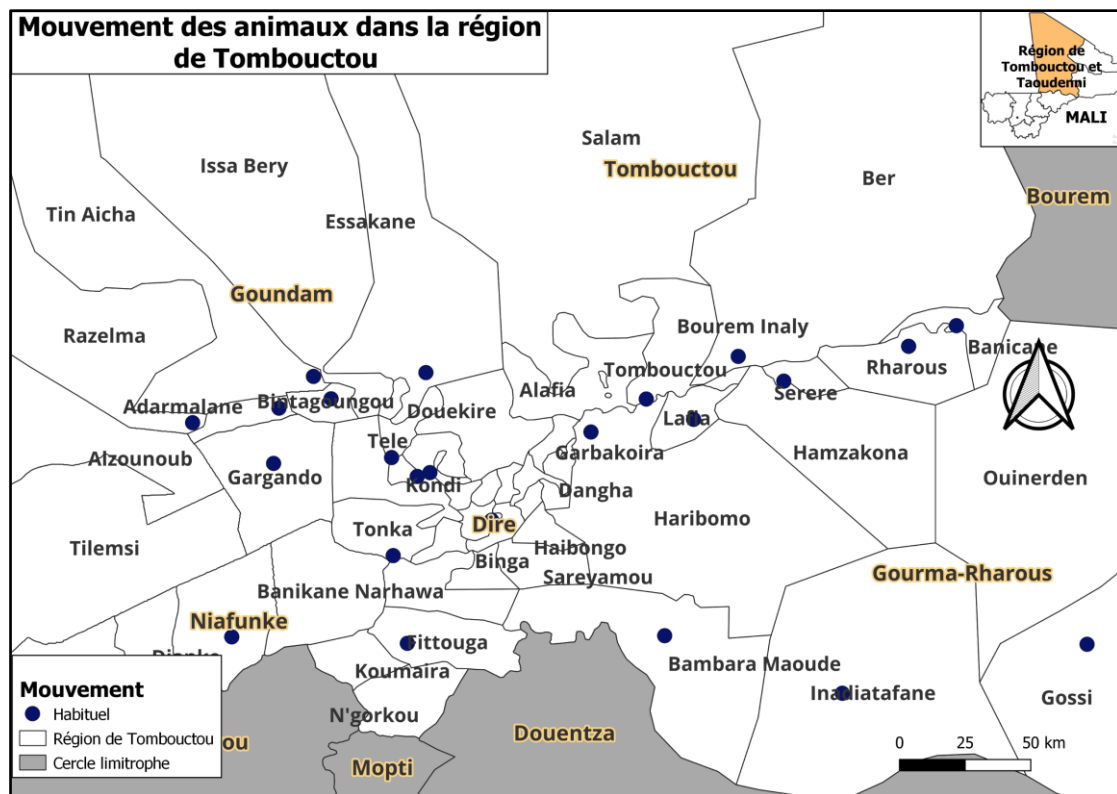 Mouvement des animaux dans la région
de Tombouctou
Région de
Tombouctou et
Taoudenni
MALI
Salam
Issa Bery
Tombouctou
Ber
Bourem
Tin Aicha
Essakane
Goundam
Razelma
Bourem Inaly
Banicane
Rharous
Tombouctou
Alafia
Serere
Adarmalane
Bintagoungou
Douekire
Lafia
Tele
Garbakoira
Hamzakona
Alzounoub
Gargando
Kondi
Ouinerden
Dangha
Haribomo
Dire
Tonka
Tilemsi
Haibongo
Binga
Sareyamou
Gourma-Rharous
Banikane Narhawa
Niafunke
Fittouga
Koumaira
Bambara Maoude
Inadiatafane
Gossi
N'gorkou
Douentza
ou
Mopti
Mouvement
Habituel
Région de Tombouctou
Cercle limitrophe
0 25 50 km